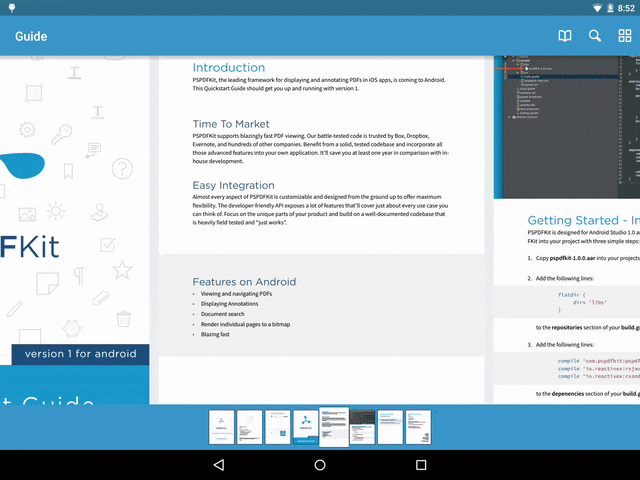 8:52
Guide
FKit
version 1 for android
t Guide
Introduction
PSPDFKit, the leading framework for displaying and annotating PDFs in iOS apps, is coming to Android.
This Quickstart Guide should get you up and running with version 1.
Time To Market
PSPDFKit supports blazingly fast PDF viewing. Our battle-tested code is trusted by Box, Dropbox,
Evernote, and hundreds of other companies. Benefit from a solid, tested codebase and incorporate all
those advanced features into your own application. It'll save you at least one year in comparison with in-
house development.
Easy Integration
Almost every aspect of PSPDFKit is customizable and designed from the ground up to offer maximum
flexibility. The developer-friendly API exposes a lot of features that'll cover just about every use case you
can think of. Focus on the unique parts of your product and build on a well-documented codebase that
is heavily field tested and "just works".
Features on Android
• Viewing and navigating PDFs
• Displaying Annotations
• Document search
• Render individual pages to a bitmap
• Blazing fast
Getting Started - In
PSPDFKit is designed for Android Studio 1.0 a
FKit into your project with three simple steps:
1. Copy pspdfkit-1.0.0.aar into your projects
2. Add the following lines:
flatdir {
dirs 'libs'
}
to the repositories section of your build.g
3. Add the following lines:
compile 'com.pspdfkit:pspdf
compile 'io.reactivex:rxjav
compile 'io.reactivex:rxand
to the depenencies section of your build.g